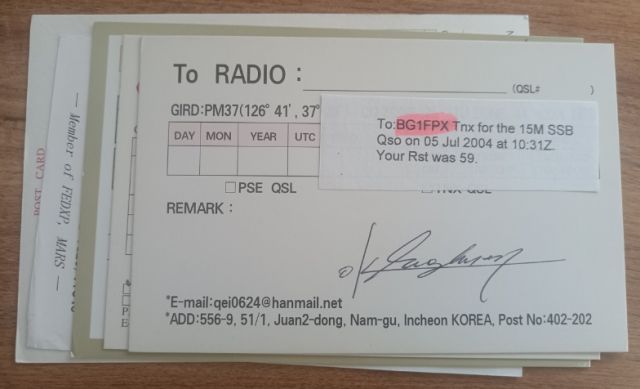 To RADIO :
(QSL# )
GIRD:PM37(126° 41', 37°
DAY MON YEAR UTC
To:BG1FPX Tnx for the 15M SSB
Qso on 05 Jul 2004 at 10:31Z.
Your Rst was 59.
□PSE QSL □TNX QSL
REMARK :
*E-mail:qei0624@hanmail.net
*ADD:556-9, 51/1, Juan2-dong, Nam-gu, Incheon KOREA, Post No:402-202
— Member of FEDXP, MARS —
POST CARD